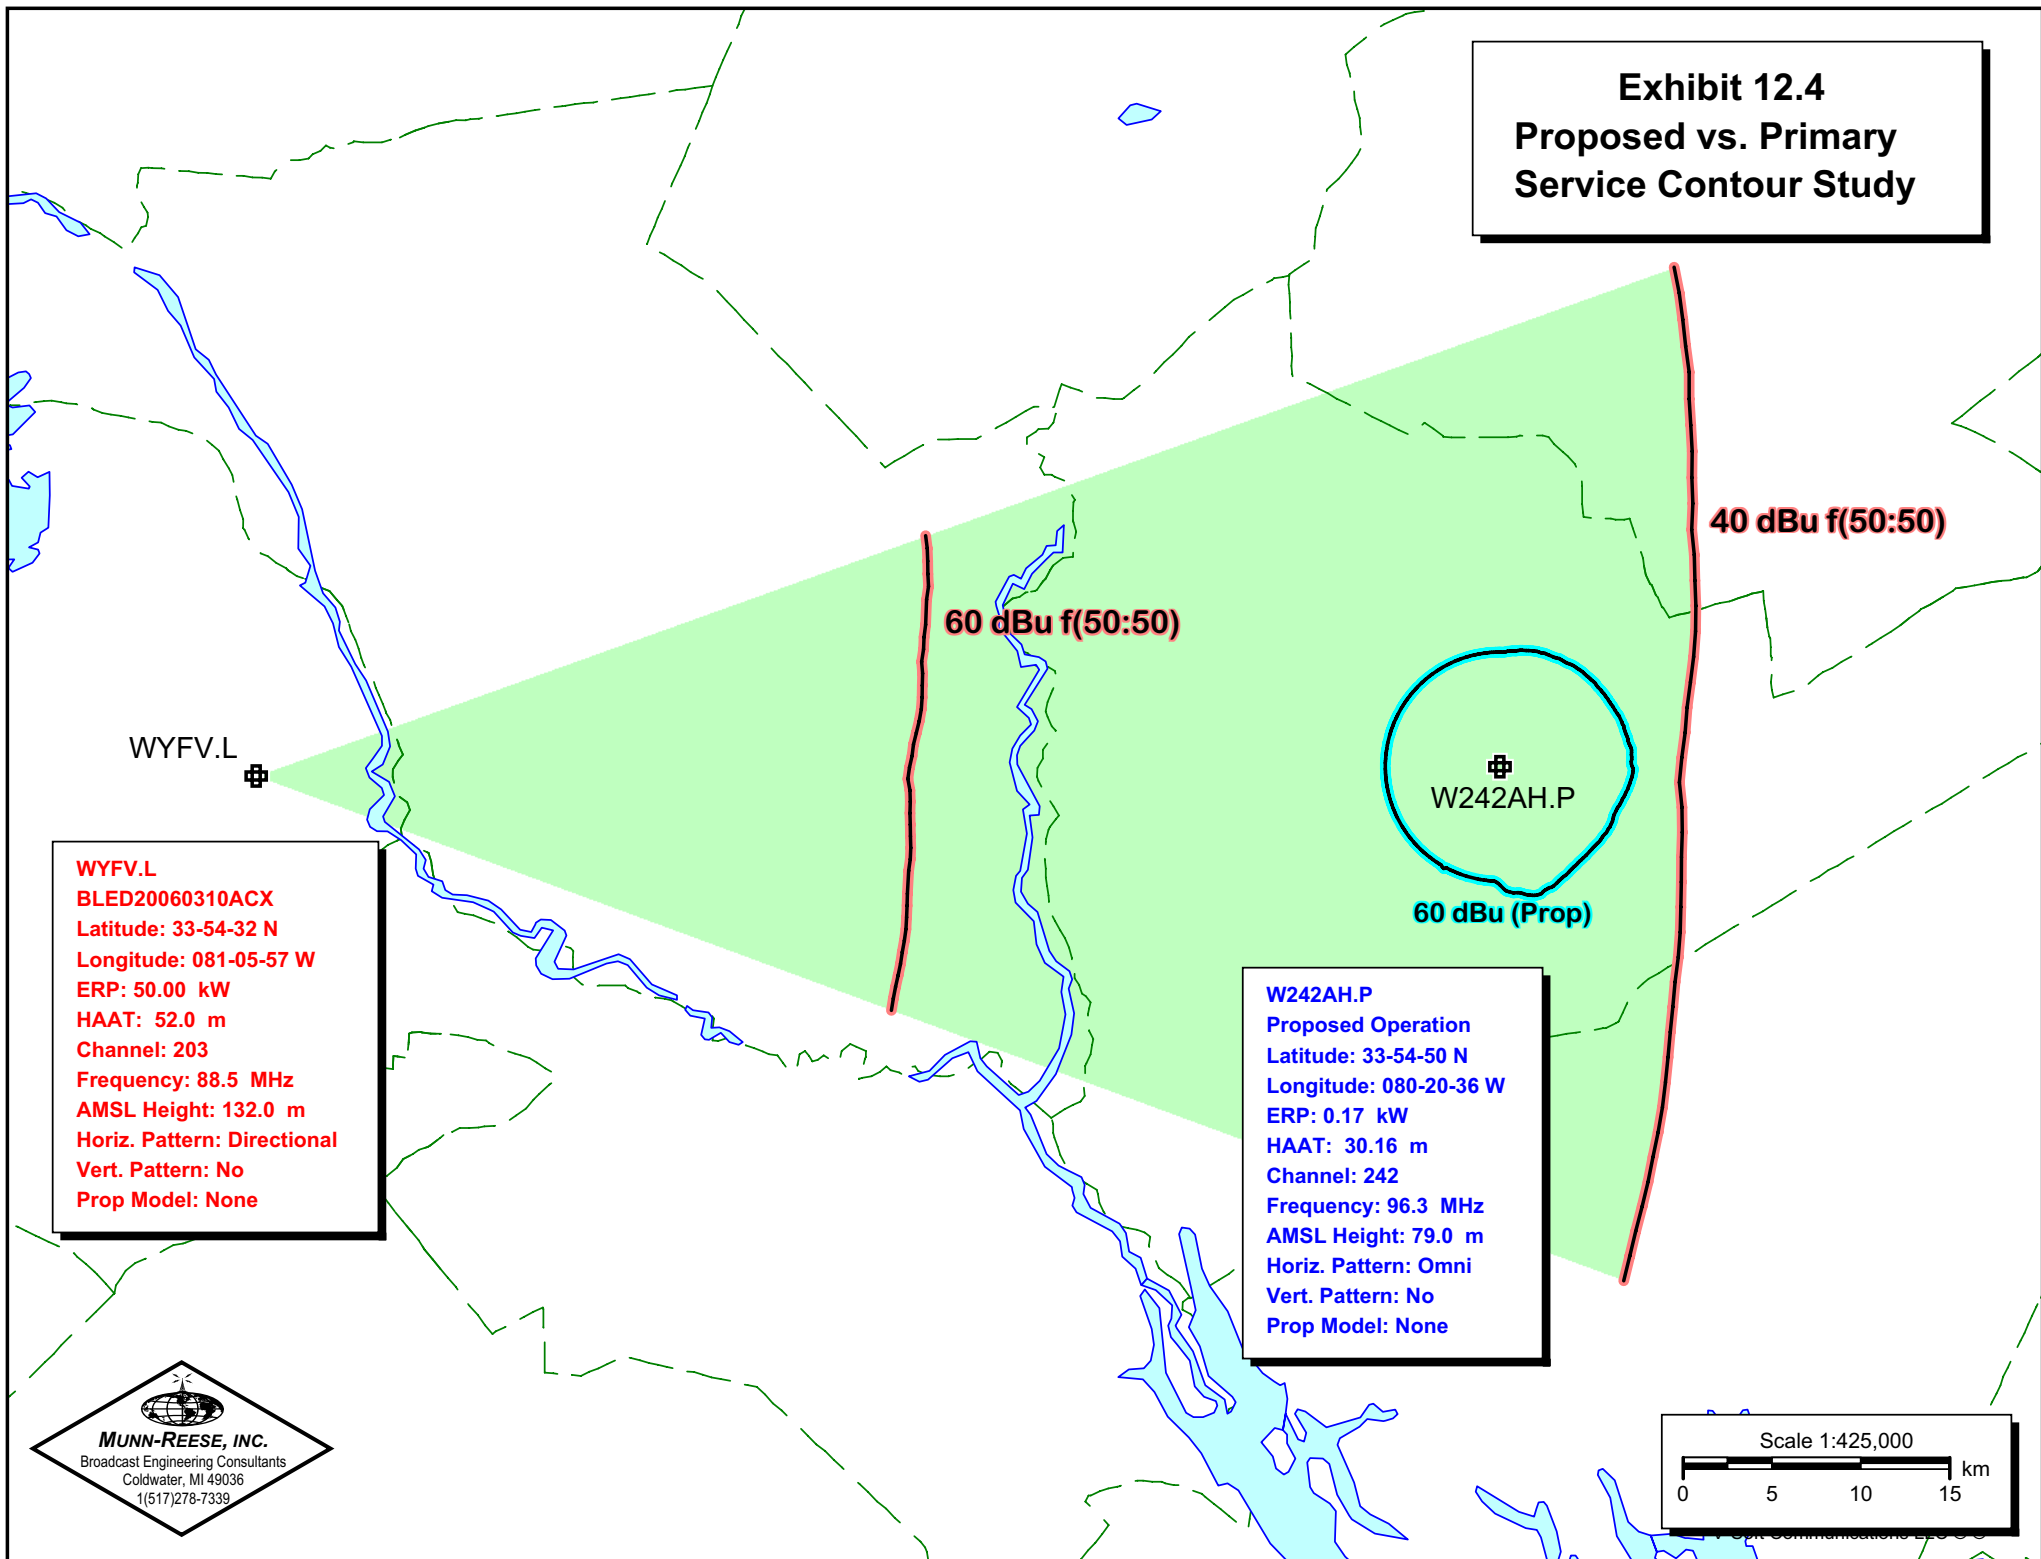 Exhibit 12.4
Proposed vs. Primary
Service Contour Study
40 dBu f(50:50)
60 dBu f(50:50)
WYFV.L
W242AH.P
60 dBu (Prop)
WYFV.L
BLED20060310ACX
Latitude: 33-54-32 N
Longitude: 081-05-57 W
ERP: 50.00 kW
HAAT: 52.0 m
Channel: 203
Frequency: 88.5 MHz
AMSL Height: 132.0 m
Horiz. Pattern: Directional
Vert. Pattern: No
Prop Model: None
W242AH.P
Proposed Operation
Latitude: 33-54-50 N
Longitude: 080-20-36 W
ERP: 0.17 kW
HAAT: 30.16 m
Channel: 242
Frequency: 96.3 MHz
AMSL Height: 79.0 m
Horiz. Pattern: Omni
Vert. Pattern: No
Prop Model: None
MUNN-REESE, INC.
Broadcast Engineering Consultants
Coldwater, MI 49036
1(517)278-7339
Scale 1:425,000
km
0 5 10 15